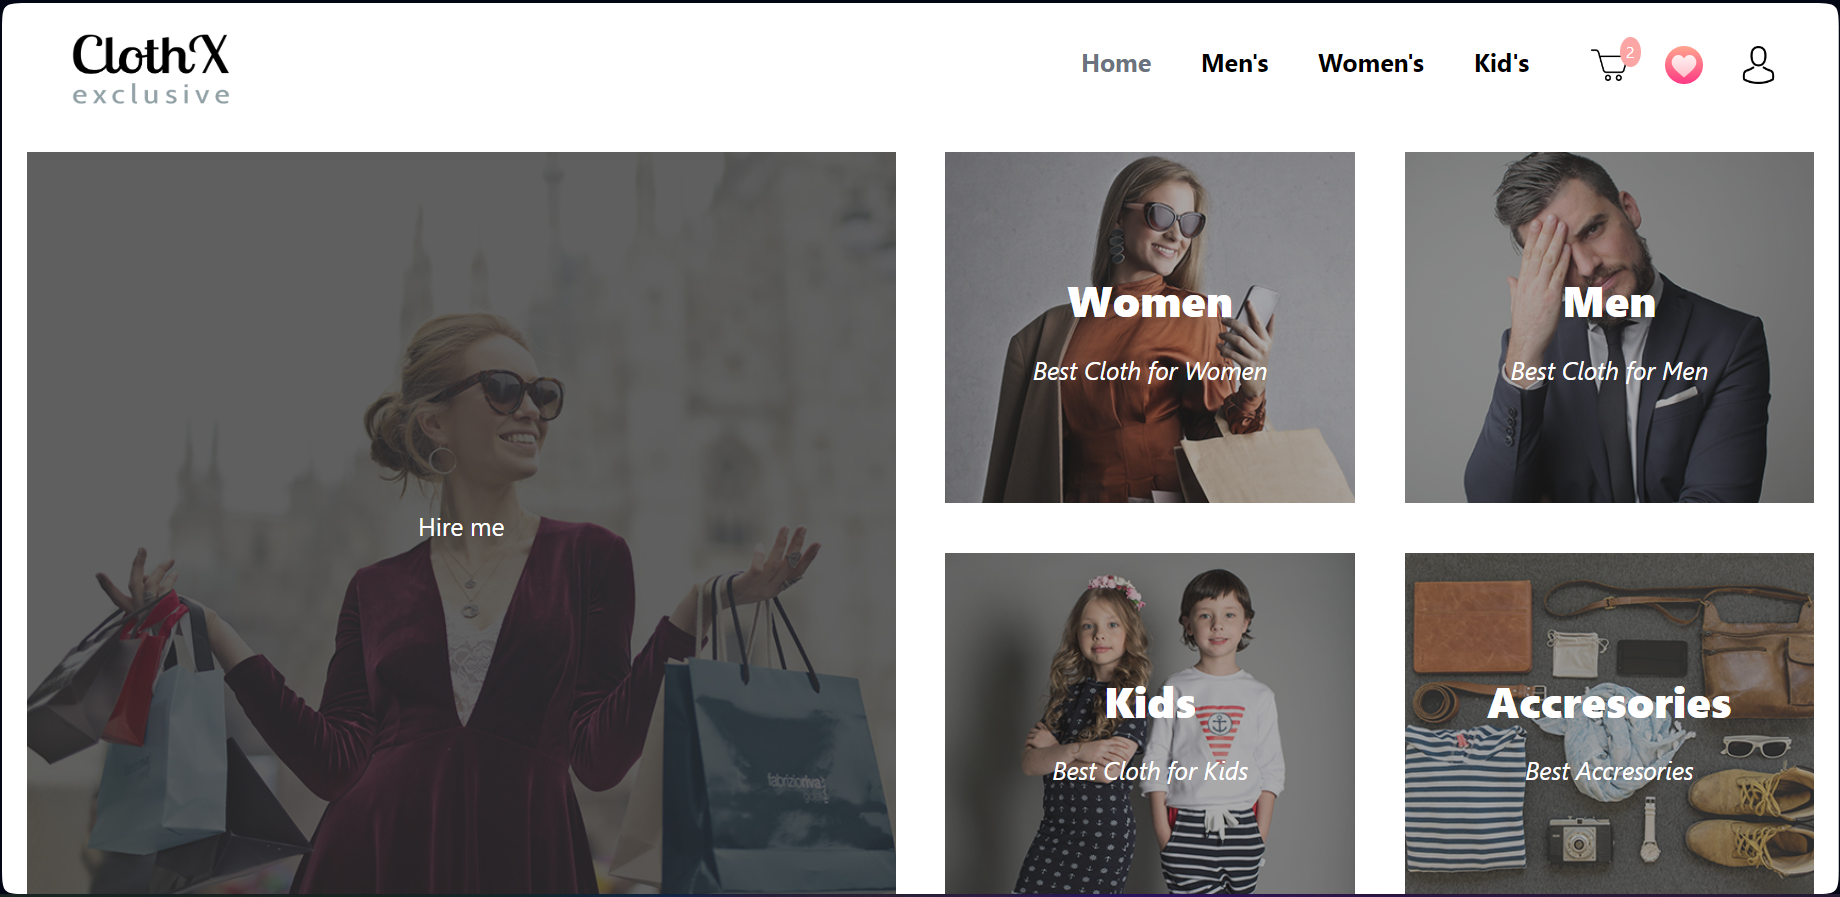 ClothX
exclusive
Home
Men's
Women's
Kid's
2
Hire me
Women
Best Cloth for Women
Men
Best Cloth for Men
Kids
Best Cloth for Kids
Accresories
Best Accresories
fabrizioriva